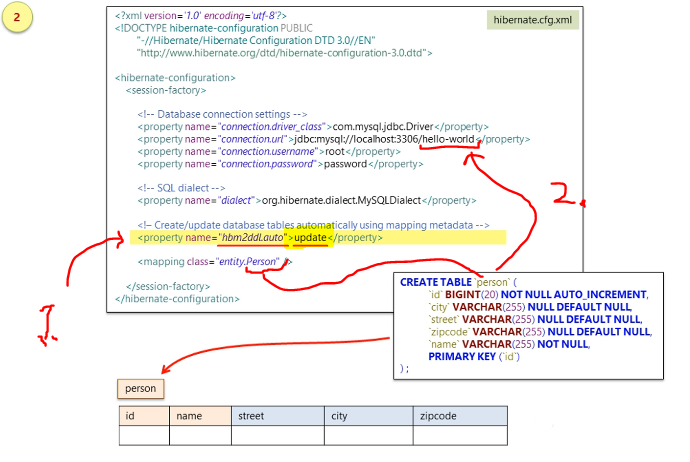 2
hibernate.cfg.xml
<?xml version='1.0' encoding='utf-8'?>
<!DOCTYPE hibernate-configuration PUBLIC
"-//Hibernate/Hibernate Configuration DTD 3.0//EN"
"http://www.hibernate.org/dtd/hibernate-configuration-3.0.dtd">
<hibernate-configuration>
<session-factory>
<!-- Database connection settings -->
<property name="connection.driver_class">com.mysql.jdbc.Driver</property>
<property name="connection.url">jdbc:mysql://localhost:3306/hello-world</property>
<property name="connection.username">root</property>
<property name="connection.password">password</property>
<!-- SQL dialect -->
<property name="dialect">org.hibernate.dialect.MySQLDialect</property>
<!-- Create/update database tables automatically using mapping metadata -->
<property name="hbm2ddl.auto">update</property>
<mapping class="entity.Person" />
</session-factory>
</hibernate-configuration>
1.
2.
CREATE TABLE `person` (
`id` BIGINT(20) NOT NULL AUTO_INCREMENT,
`city` VARCHAR(255) NULL DEFAULT NULL,
`street` VARCHAR(255) NULL DEFAULT NULL,
`zipcode` VARCHAR(255) NULL DEFAULT NULL,
`name` VARCHAR(255) NOT NULL,
PRIMARY KEY (`id`)
) ;
person
id name street city zipcode